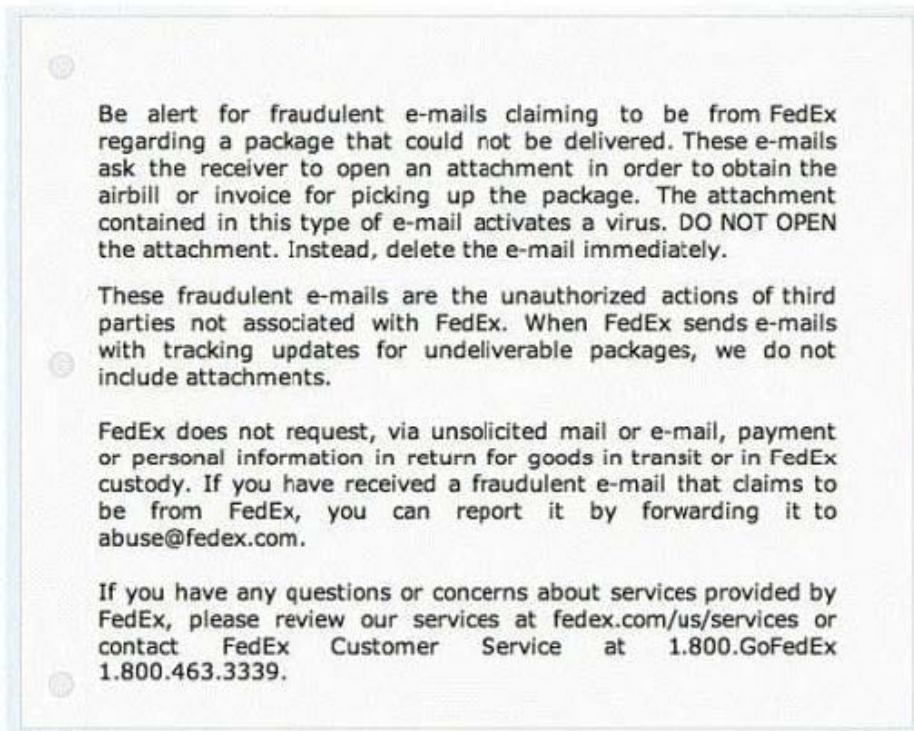 Be alert for fraudulent e-mails claiming to be from FedEx
regarding a package that could not be delivered. These e-mails
ask the receiver to open an attachment in order to obtain the
airbill or invoice for picking up the package. The attachment
contained in this type of e-mail activates a virus. DO NOT OPEN
the attachment. Instead, delete the e-mail immediately.
These fraudulent e-mails are the unauthorized actions of third
parties not associated with FedEx. When FedEx sends e-mails
with tracking updates for undeliverable packages, we do not
include attachments.
FedEx does not request, via unsolicited mail or e-mail, payment
or personal information in return for goods in transit or in FedEx
custody. If you have received a fraudulent e-mail that claims to
be from FedEx, you can report it by forwarding it to
abuse@fedex.com.
If you have any questions or concerns about services provided by
FedEx, please review our services at fedex.com/us/services or
contact FedEx Customer Service at 1.800.GoFedEx
1.800.463.3339.